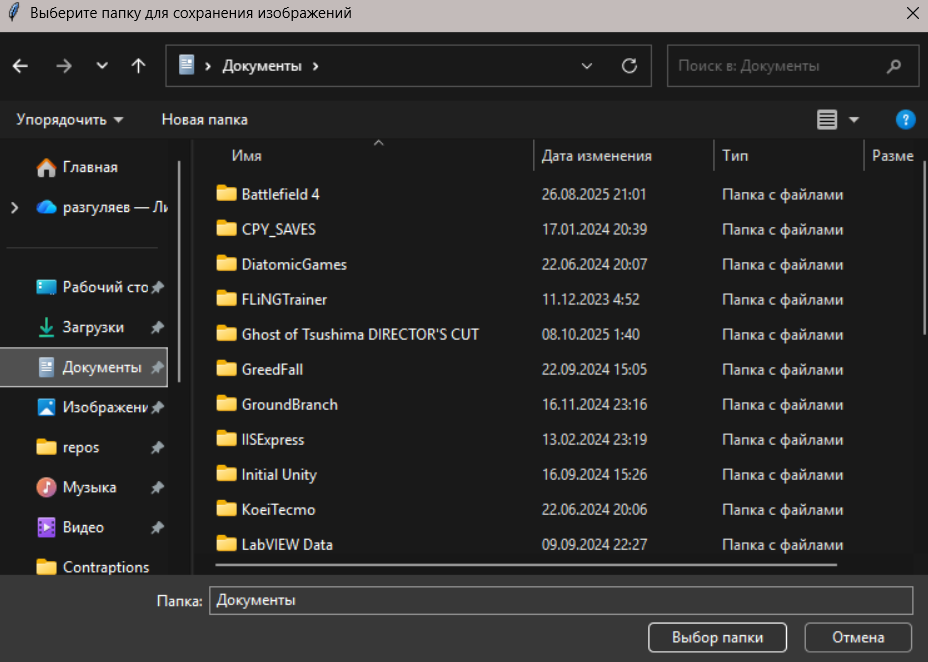 Выберите папку для сохранения изображений
Документы
Поиск в: Документы
Упорядочить
Новая папка
Имя Дата изменения Тип Разме
Главная
разгуляев — Ли
Рабочий сто
Загрузки
Документы
Изображени
repos
Музыка
Видео
Contraptions
Battlefield 4 26.08.2025 21:01 Папка с файлами
CPY_SAVES 17.01.2024 20:39 Папка с файлами
DiatomicGames 22.06.2024 20:07 Папка с файлами
FLiNGTrainer 11.12.2023 4:52 Папка с файлами
Ghost of Tsushima DIRECTOR'S CUT 08.10.2025 1:40 Папка с файлами
GreedFall 22.09.2024 15:05 Папка с файлами
GroundBranch 16.11.2024 23:16 Папка с файлами
IISExpress 13.02.2024 23:19 Папка с файлами
Initial Unity 16.09.2024 15:26 Папка с файлами
KoeiTecmo 22.06.2024 20:06 Папка с файлами
LabVIEW Data 09.09.2024 22:27 Папка с файлами
Папка: Документы
Выбор папки Отмена